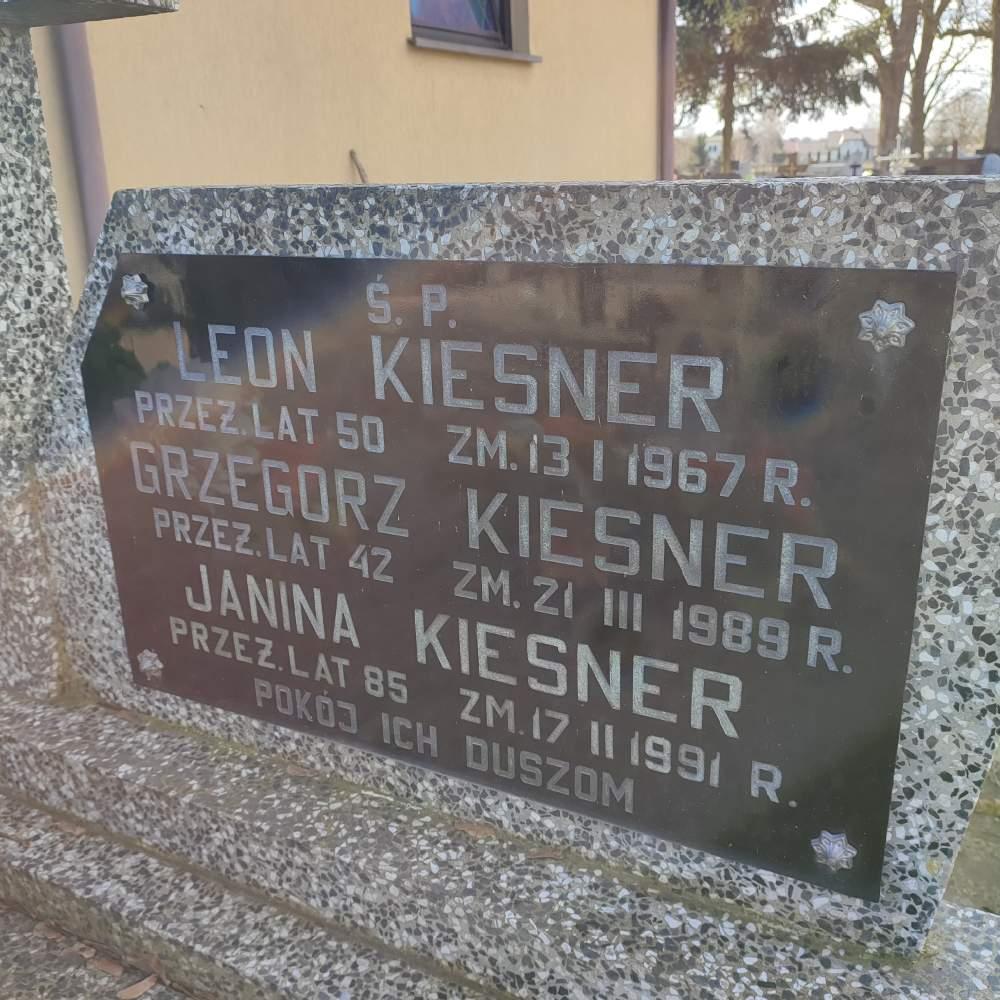 Ś. P.
LEON KIESNER
PRZEŻ. LAT 50 ZM. 13 I 1967 R.
GRZEGORZ KIESNER
PRZEŻ. LAT 42 ZM. 21 III 1989 R.
JANINA KIESNER
PRZEŻ. LAT 85 ZM. 17 II 1991 R.
POKÓJ ICH DUSZOM